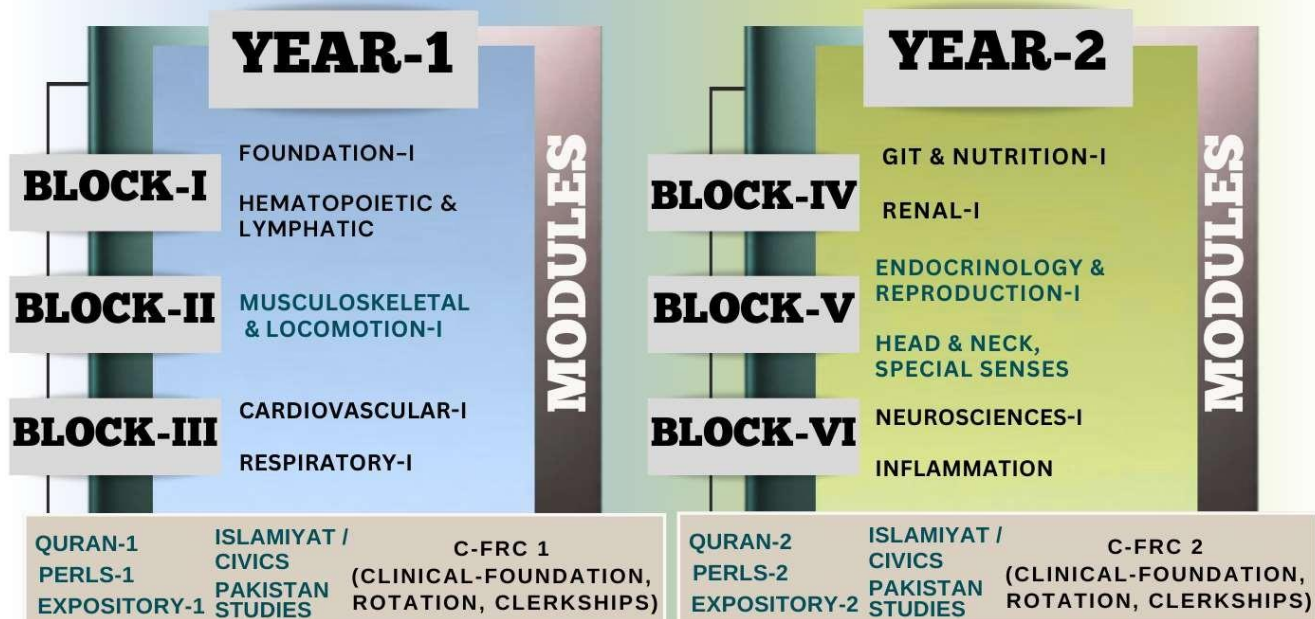 YEAR-1
BLOCK-I
FOUNDATION–I
HEMATOPOIETIC &
LYMPHATIC
BLOCK-II
MUSCULOSKELETAL
& LOCOMOTION-I
BLOCK-III
CARDIOVASCULAR-I
RESPIRATORY-I
MODULES
QURAN-1
PERLS-1
EXPOSITORY-1
ISLAMIYAT /
CIVICS
PAKISTAN
STUDIES
C-FRC 1
(CLINICAL-FOUNDATION,
ROTATION, CLERKSHIPS)
YEAR-2
BLOCK-IV
GIT & NUTRITION-I
RENAL-I
BLOCK-V
ENDOCRINOLOGY &
REPRODUCTION-I
HEAD & NECK,
SPECIAL SENSES
BLOCK-VI
NEUROSCIENCES-I
INFLAMMATION
MODULES
QURAN-2
PERLS-2
EXPOSITORY-2
ISLAMIYAT /
CIVICS
PAKISTAN
STUDIES
C-FRC 2
(CLINICAL-FOUNDATION,
ROTATION, CLERKSHIPS)